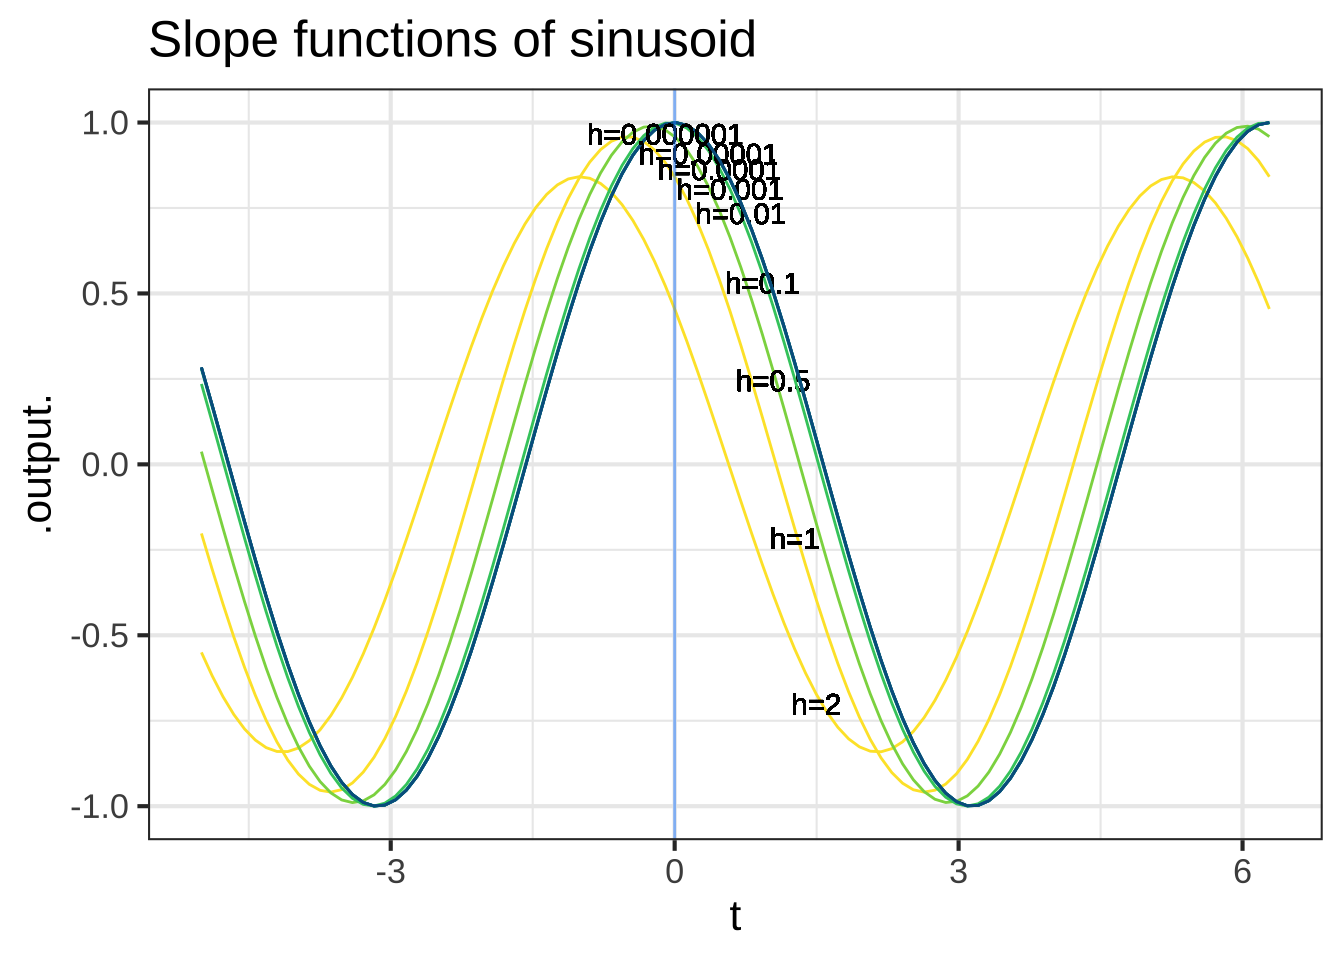 Slope functions of sinusoid
1.0
0.5
0.0
-0.5
-1.0
.output.
h=0.000001
h=0.00001
h=0.0001
h=0.001
h=0.01
h=0.1
h=0.5
h=1
h=2
-3
0
3
6
t